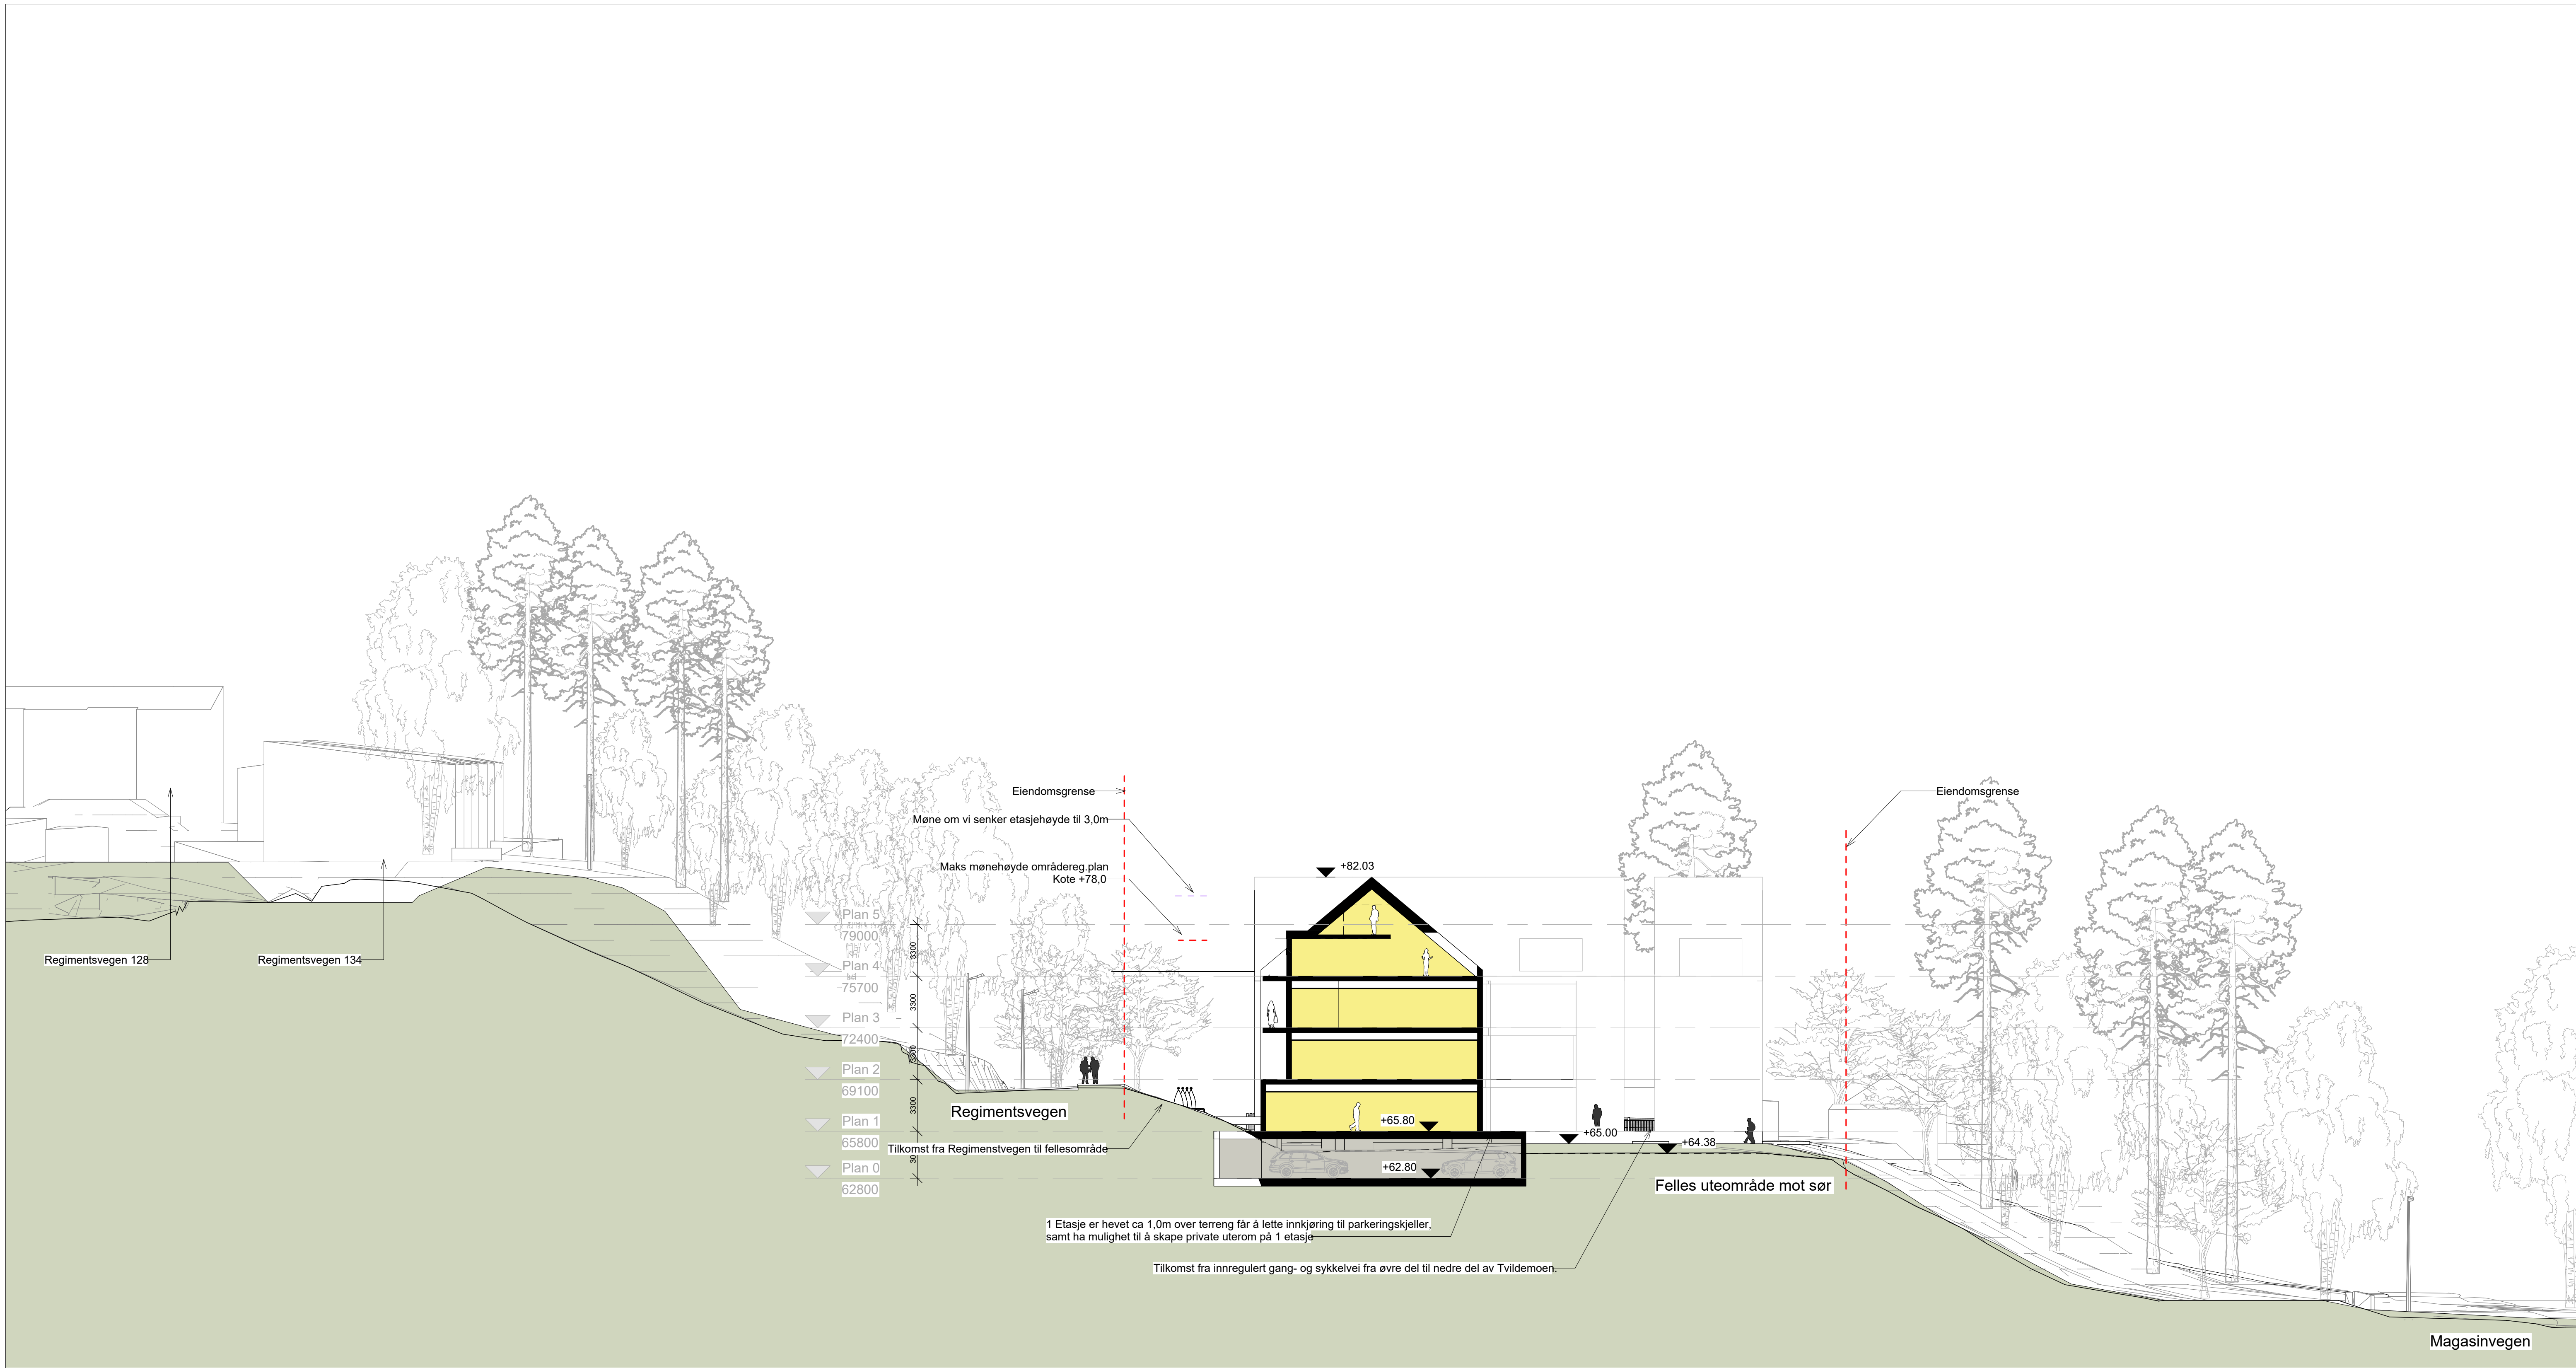 Eiendomsgrense
Eiendomsgrense
Møne om vi senker etasjehøyde til 3,0m
Maks mønehøyde områdereg.plan
Kote +78,0
+82.03
Plan 5
79000
3300
Plan 4
75700
3300
Plan 3
72400
3300
Plan 2
69100
3300
Plan 1
65800
30
Plan 0
62800
Regimentsvegen 128
Regimentsvegen 134
Regimentsvegen
Tilkomst fra Regimenstvegen til fellesområde
+65.80
+65.00
+64.38
+62.80
Felles uteområde mot sør
1 Etasje er hevet ca 1,0m over terreng får å lette innkjøring til parkeringskjeller,
samt ha mulighet til å skape private uterom på 1 etasje
Tilkomst fra innregulert gang- og sykkelvei fra øvre del til nedre del av Tvildemoen.
Magasinvegen